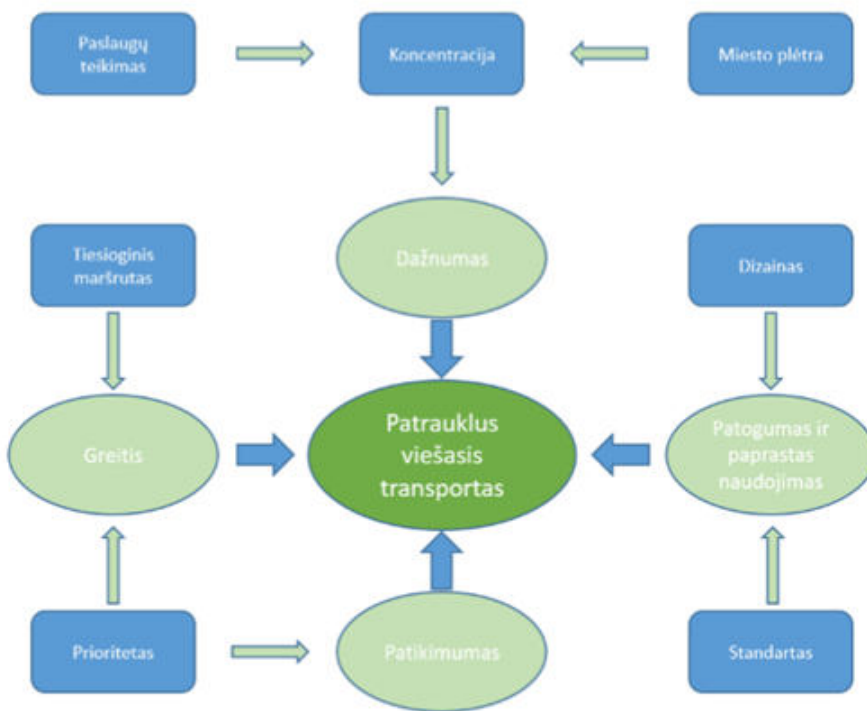 Paslaugų
teikimas
Koncentracija
Miesto plėtra
Tiesioginis
maršrutas
Dažnumas
Dizainas
Greitis
Patrauklus
viešasis
transportas
Patogumas ir
paprastas
naudojimas
Prioritetas
Patikimumas
Standartas